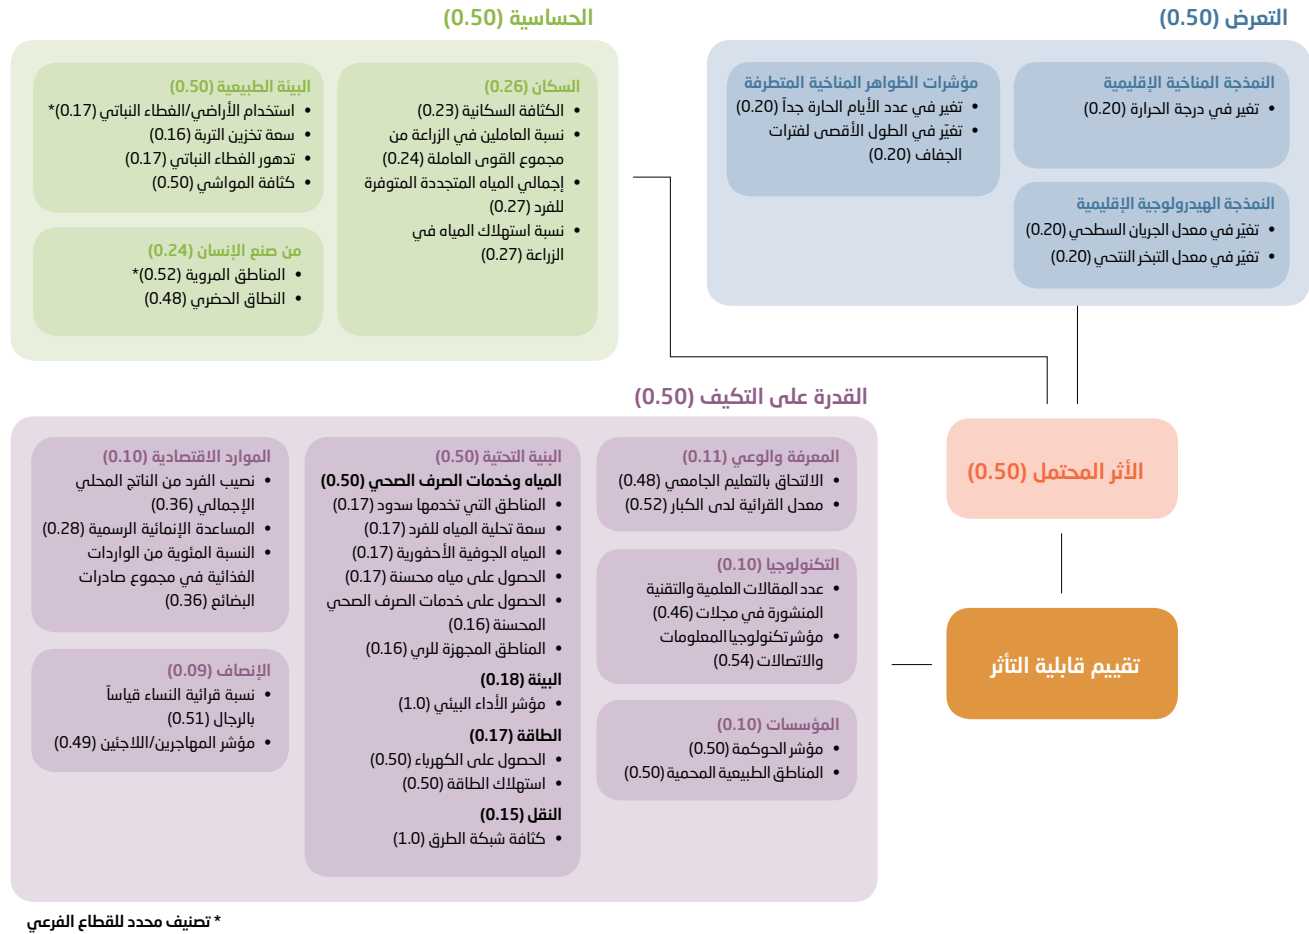 التعرض (0.50)
النمذجة المناخية الإقليمية
• تغير في درجة الحرارة (0.20)
مؤشرات الظواهر المناخية المتطرفة
• تغير في عدد الأيام الحارة جداً (0.20)
• تغيّر في الطول الأقصى لفترات
الجفاف (0.20)
النمذجة الهيدرولوجية الإقليمية
• تغيّر في معدل الجريان السطحي (0.20)
• تغيّر في معدل التبخر النتحي (0.20)
الحساسية (0.50)
السكان (0.26)
• الكثافة السكانية (0.23)
• نسبة العاملين في الزراعة من
مجموع القوى العاملة (0.24)
• إجمالي المياه المتجددة المتوفرة
للفرد (0.27)
• نسبة استهلاك المياه في
الزراعة (0.27)
البيئة الطبيعية (0.50)
• استخدام الأراضي/الغطاء النباتي (0.17)*
• سعة تخزين التربة (0.16)
• تدهور الغطاء النباتي (0.17)
• كثافة المواشي (0.50)
من صنع الإنسان (0.24)
• المناطق المروية (0.52)*
• النطاق الحضري (0.48)
القدرة على التكيف (0.50)
المعرفة والوعي (0.11)
• الالتحاق بالتعليم الجامعي (0.48)
• معدل القرائية لدى الكبار (0.52)
التكنولوجيا (0.10)
• عدد المقالات العلمية والتقنية
المنشورة في مجلات (0.46)
• مؤشر تكنولوجيا المعلومات
والاتصالات (0.54)
المؤسسات (0.10)
• مؤشر الحوكمة (0.50)
• المناطق الطبيعية المحمية (0.50)
البنية التحتية (0.50)
المياه وخدمات الصرف الصحي (0.50)
• المناطق التي تخدمها سدود (0.17)
• سعة تحلية المياه للفرد (0.17)
• المياه الجوفية الأحفورية (0.17)
• الحصول على مياه محسنة (0.17)
• الحصول على خدمات الصرف الصحي
المحسنة (0.16)
• المناطق المجهزة للري (0.16)
البيئة (0.18)
• مؤشر الأداء البيئي (1.0)
الطاقة (0.17)
• الحصول على الكهرباء (0.50)
• استهلاك الطاقة (0.50)
النقل (0.15)
• كثافة شبكة الطرق (1.0)
الموارد الاقتصادية (0.10)
• نصيب الفرد من الناتج المحلي
الإجمالي (0.36)
• المساعدة الإنمائية الرسمية (0.28)
• النسبة المئوية من الواردات
الغذائية في مجموع صادرات
البضائع (0.36)
الإنصاف (0.09)
• نسبة قرائية النساء قياساً
بالرجال (0.51)
• مؤشر المهاجرين/اللاجئين (0.49)
الأثر المحتمل (0.50)
تقييم قابلية التأثر
* تصنيف محدد للقطاع الفرعي